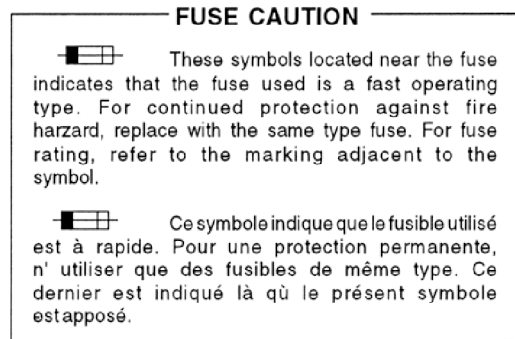 FUSE CAUTION
These symbols located near the fuse
indicates that the fuse used is a fast operating
type. For continued protection against fire
harzard, replace with the same type fuse. For fuse
rating, refer to the marking adjacent to the
symbol.
Ce symbole indique que le fusible utilisé
est à rapide. Pour une protection permanente,
n' utiliser que des fusibles de même type. Ce
dernier est indiqué là qù le présent symbole
est apposé.